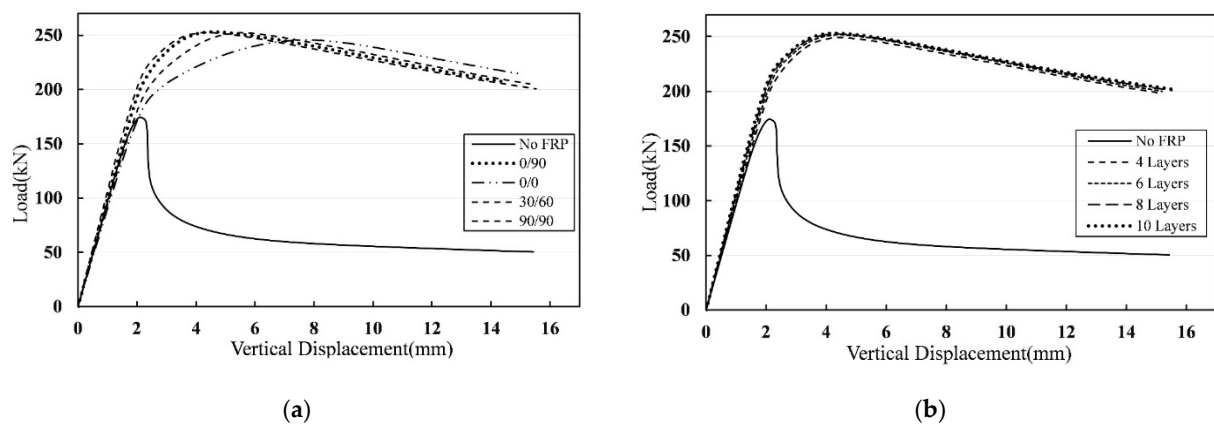 250
200
150
100
50
0
Load(kN)
No FRP
0/90
0/0
30/60
90/90
0 2 4 6 8 10 12 14 16
Vertical Displacement(mm)
(a)
250
200
150
100
50
0
Load(kN)
No FRP
4 Layers
6 Layers
8 Layers
10 Layers
0 2 4 6 8 10 12 14 16
Vertical Displacement(mm)
(b)